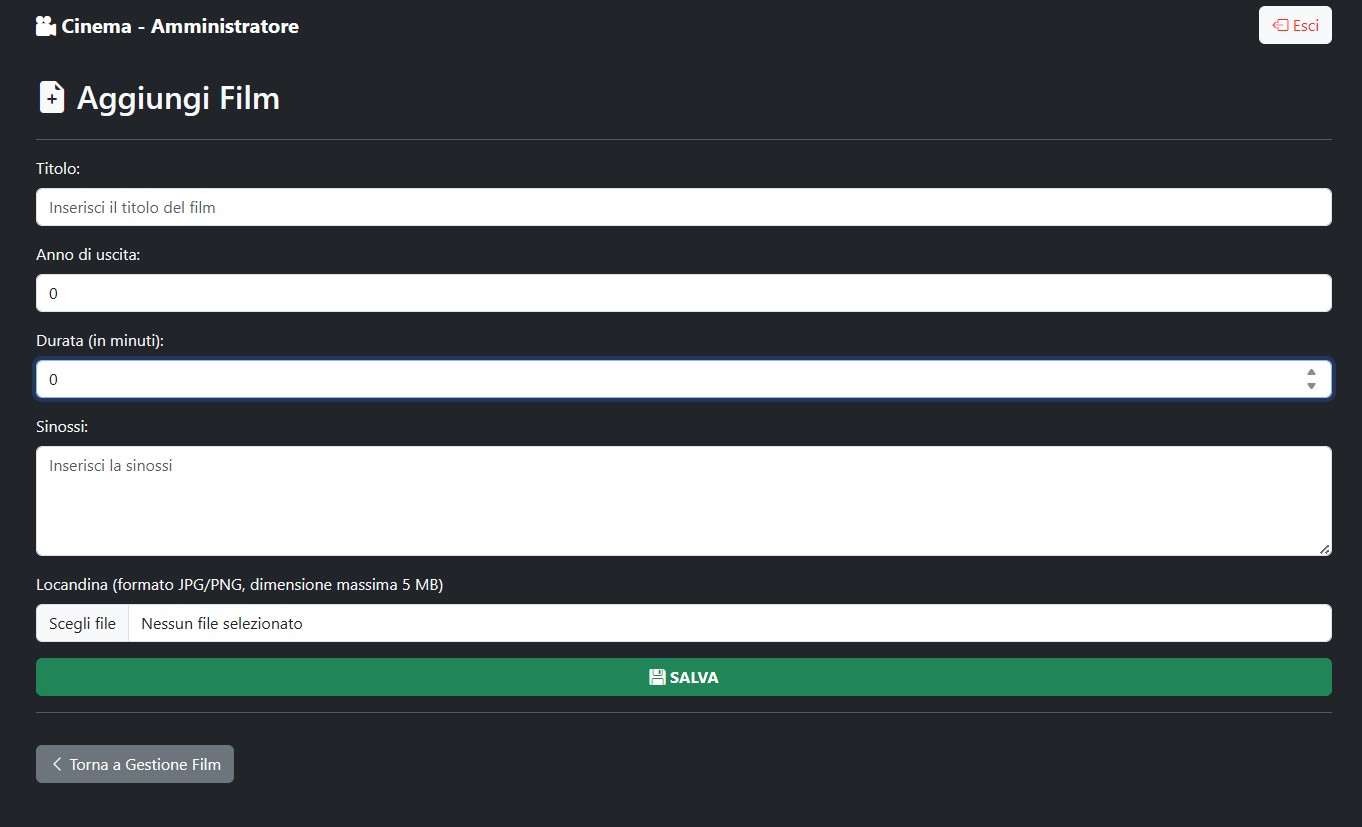 Cinema - Amministratore
Esci
Aggiungi Film
Titolo:
Inserisci il titolo del film
Anno di uscita:
0
Durata (in minuti):
0
Sinossi:
Inserisci la sinossi
Locandina (formato JPG/PNG, dimensione massima 5 MB)
Scegli file Nessun file selezionato
SALVA
Torna a Gestione Film